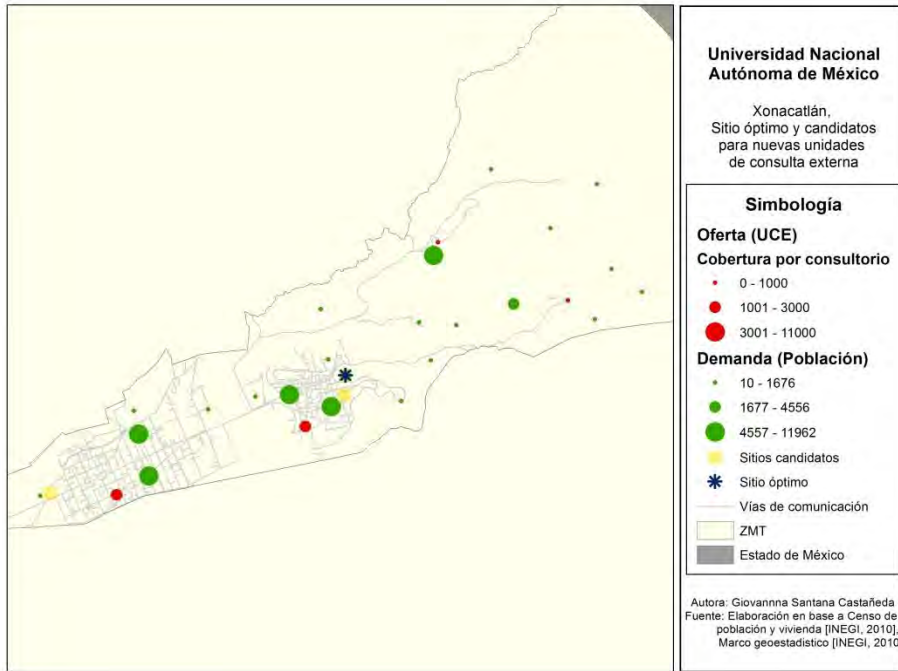 Universidad Nacional
Autónoma de México
Xonacatlán,
Sitio óptimo y candidatos
para nuevas unidades
de consulta externa
Simbología
Oferta (UCE)
Cobertura por consultorio
0 - 1000
1001 - 3000
3001 - 11000
Demanda (Población)
10 - 1676
1677 - 4556
4557 - 11962
Sitios candidatos
Sitio óptimo
Vías de comunicación
ZMT
Estado de México
Autora: Giovannna Santana Castañeda
Fuente: Elaboración en base a Censo de
población y vivienda [INEGI, 2010],
Marco geoestadistico [INEGI, 2010